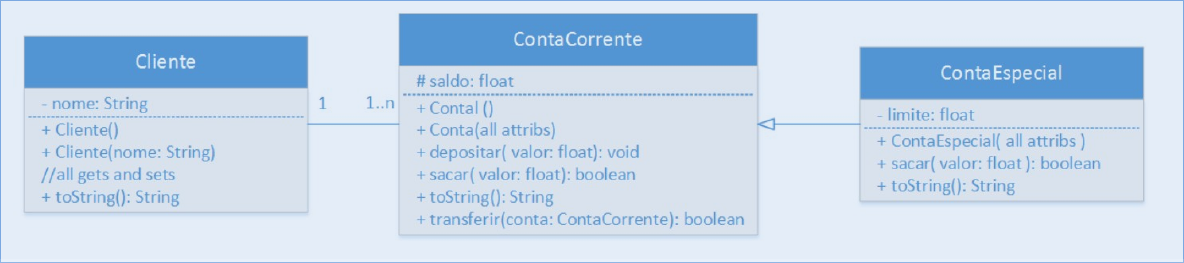 Cliente
- nome: String
+ Cliente()
+ Cliente(nome: String)
//all gets and sets
+ toString(): String
1
1..n
ContaCorrente
# saldo: float
+ Contal ()
+ Conta(all attribs)
+ depositar( valor: float): void
+ sacar( valor: float): boolean
+ toString(): String
+ transferir(conta: ContaCorrente): boolean
ContaEspecial
- limite: float
+ ContaEspecial( all attribs )
+ sacar( valor: float ): boolean
+ toString(): String